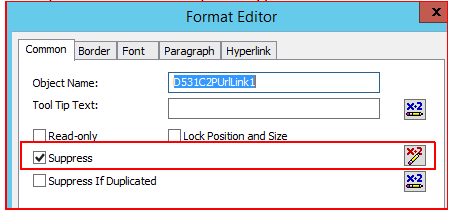 Format Editor
x
Common Border Font Paragraph Hyperlink
Object Name: D531C2PUrlLink1
Tool Tip Text: x-2
Read-only Lock Position and Size
Suppress x-2
Suppress If Duplicated x-2